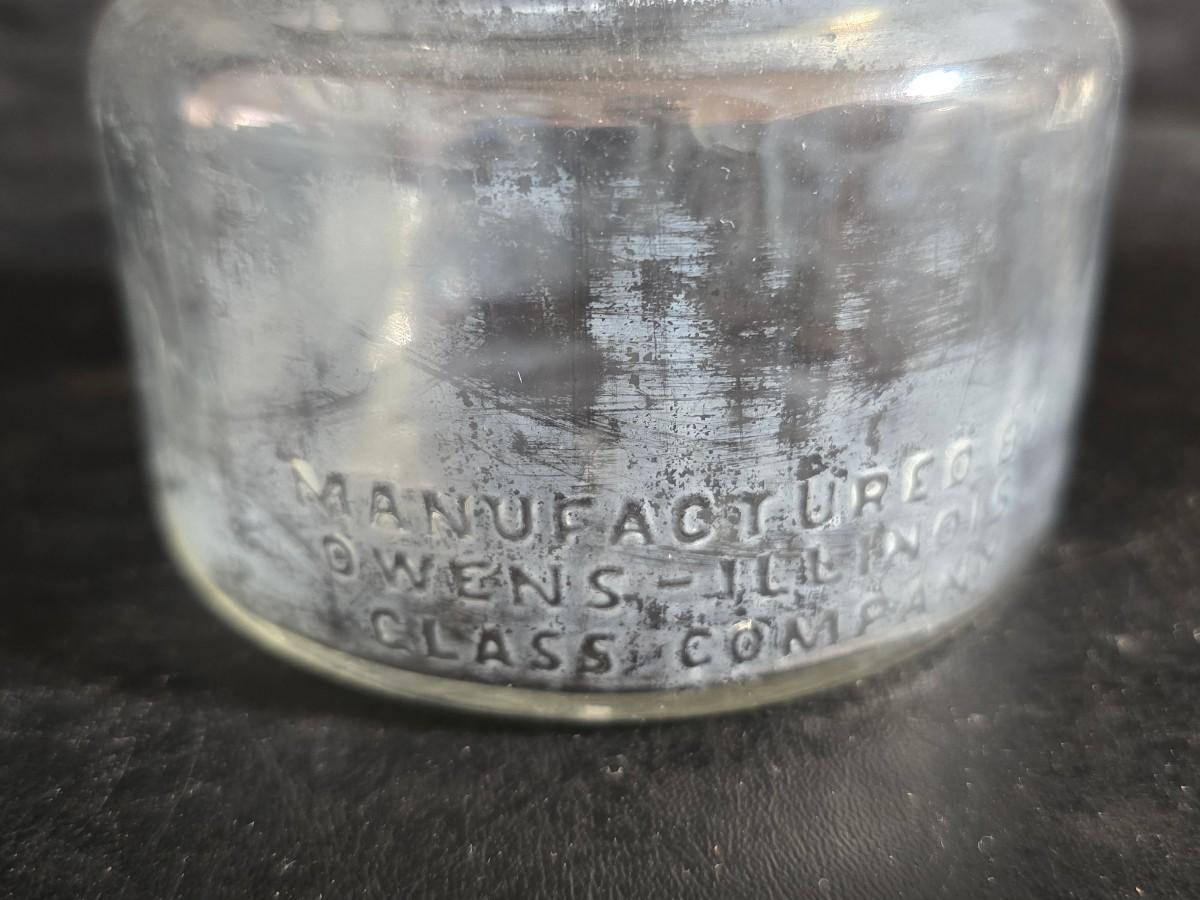 MANUFACTURED BY
OWENS-ILLINOIS
GLASS COMPANY